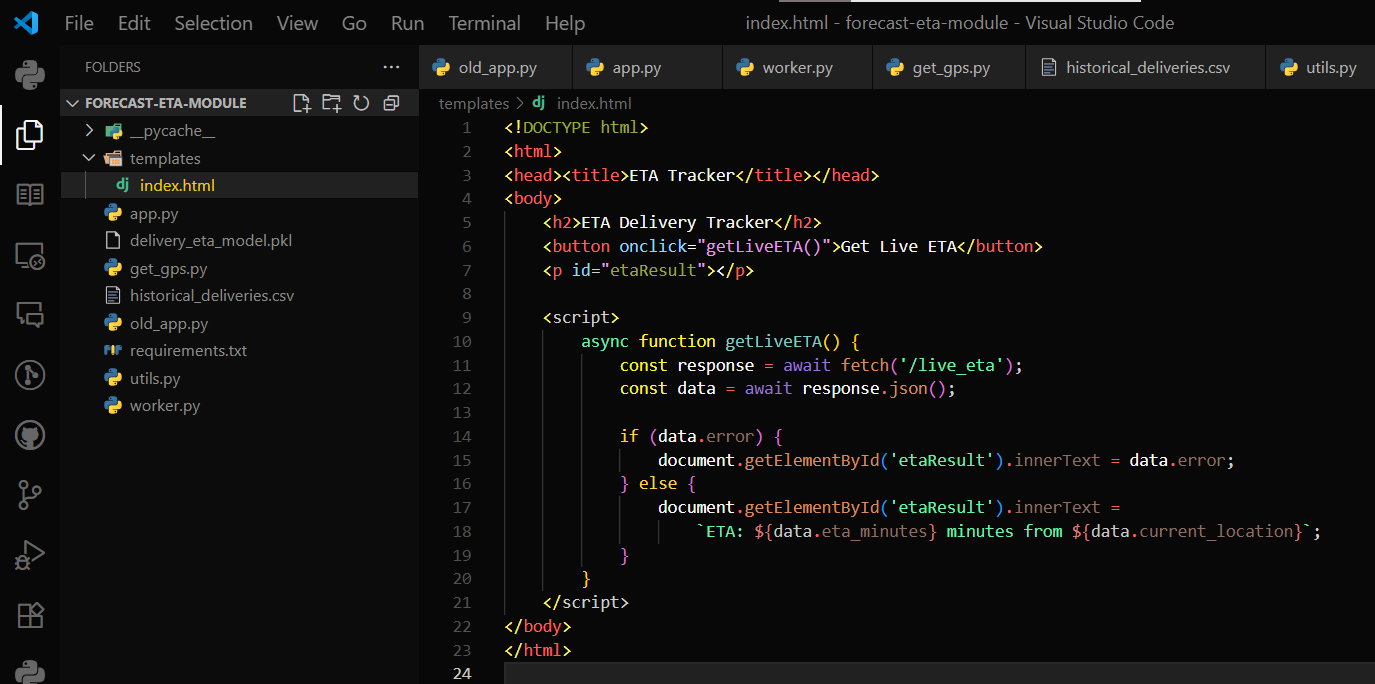 File Edit Selection View Go Run Terminal Help index.html - forecast-eta-module - Visual Studio Code
FOLDERS ...
old_app.py app.py worker.py get_gps.py historical_deliveries.csv utils.py
FORECAST-ETA-MODULE
__pycache__
templates
dj index.html
app.py
delivery_eta_model.pkl
get_gps.py
historical_deliveries.csv
old_app.py
requirements.txt
utils.py
worker.py
templates > dj index.html
1 <!DOCTYPE html>
2 <html>
3 <head><title>ETA Tracker</title></head>
4 <body>
5     <h2>ETA Delivery Tracker</h2>
6     <button onclick="getLiveETA()">Get Live ETA</button>
7     <p id="etaResult"></p>
8
9     <script>
10         async function getLiveETA() {
11             const response = await fetch('/live_eta');
12             const data = await response.json();
13
14             if (data.error) {
15                 document.getElementById('etaResult').innerText = data.error;
16             } else {
17                 document.getElementById('etaResult').innerText =
18                     `ETA: ${data.eta_minutes} minutes from ${data.current_location}`;
19             }
20         }
21     </script>
22 </body>
23 </html>
24